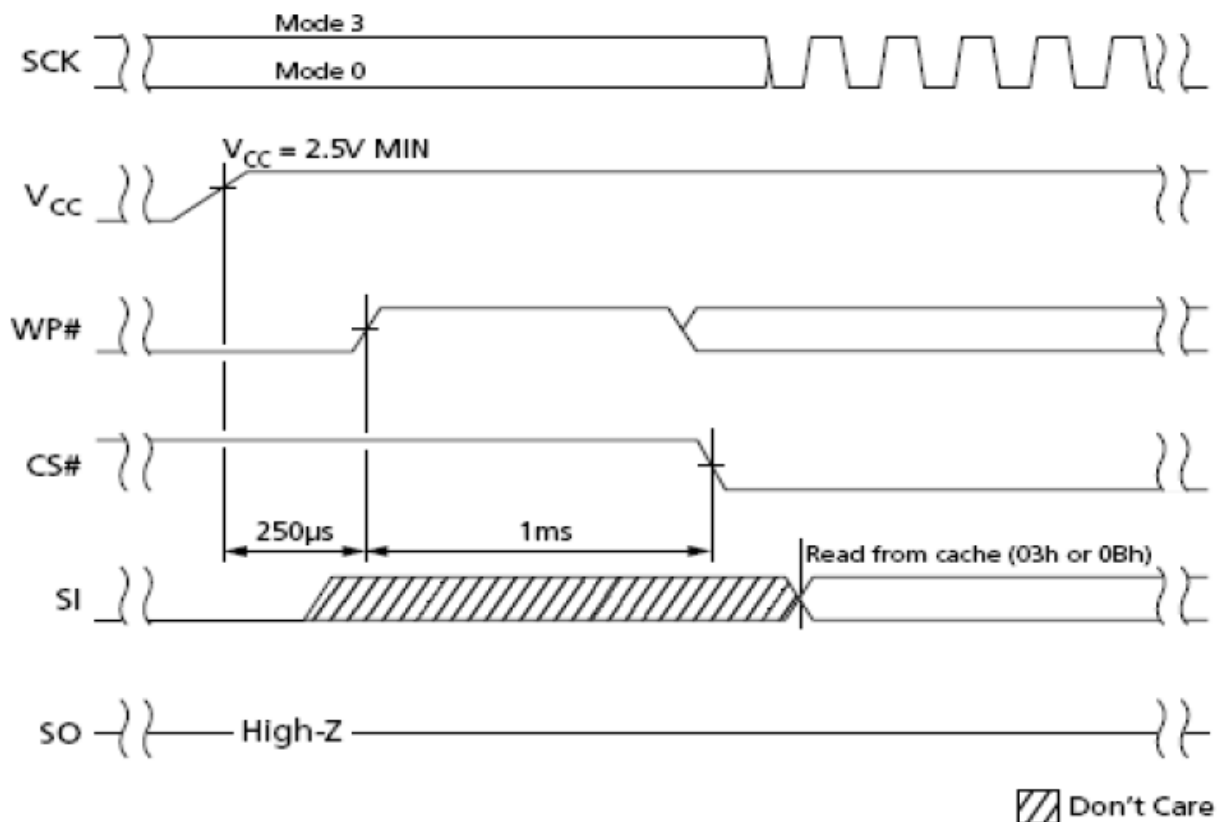 Mode 3
SCK
Mode 0
V_CC = 2.5V MIN
V_CC
WP#
CS#
250µs
1ms
Read from cache (03h or 0Bh)
SI
SO
High-Z
Don't Care